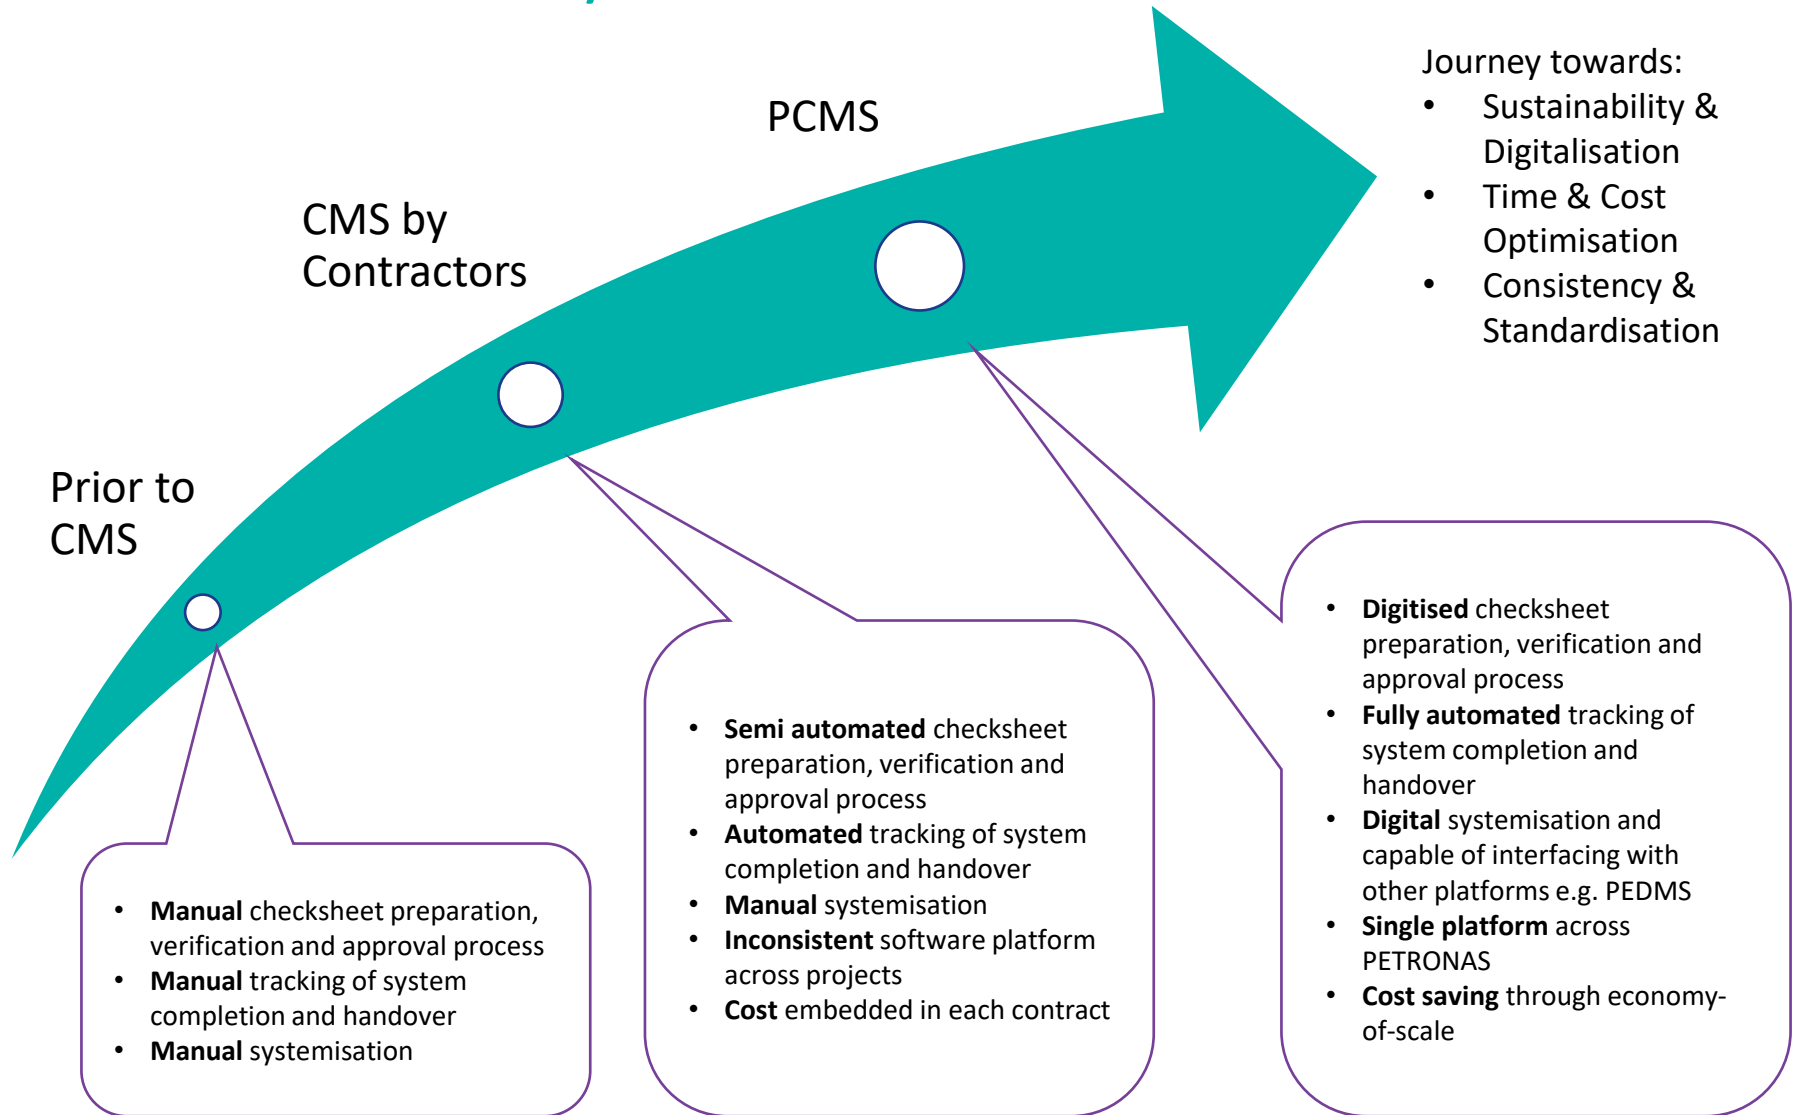 PCMS
Journey towards:
• Sustainability &
Digitalisation
• Time & Cost
Optimisation
• Consistency &
Standardisation
CMS by
Contractors
Prior to
CMS
• Manual checksheet preparation,
verification and approval process
• Manual tracking of system
completion and handover
• Manual systemisation
• Semi automated checksheet
preparation, verification and
approval process
• Automated tracking of system
completion and handover
• Manual systemisation
• Inconsistent software platform
across projects
• Cost embedded in each contract
• Digitised checksheet
preparation, verification and
approval process
• Fully automated tracking of
system completion and
handover
• Digital systemisation and
capable of interfacing with
other platforms e.g. PEDMS
• Single platform across
PETRONAS
• Cost saving through economy-
of-scale